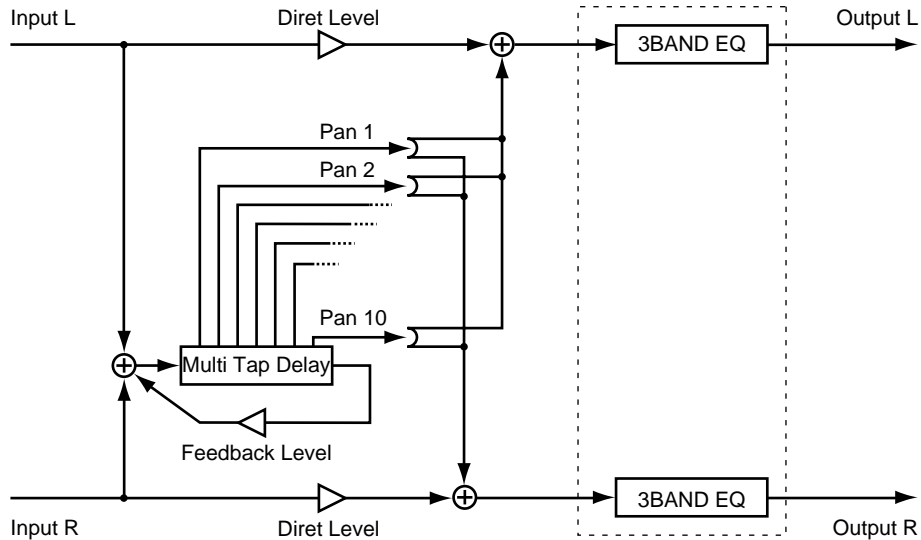 Input L
Diret Level
Output L
3BAND EQ
Pan 1
Pan 2
Pan 10
Multi Tap Delay
Feedback Level
3BAND EQ
Input R
Diret Level
Output R